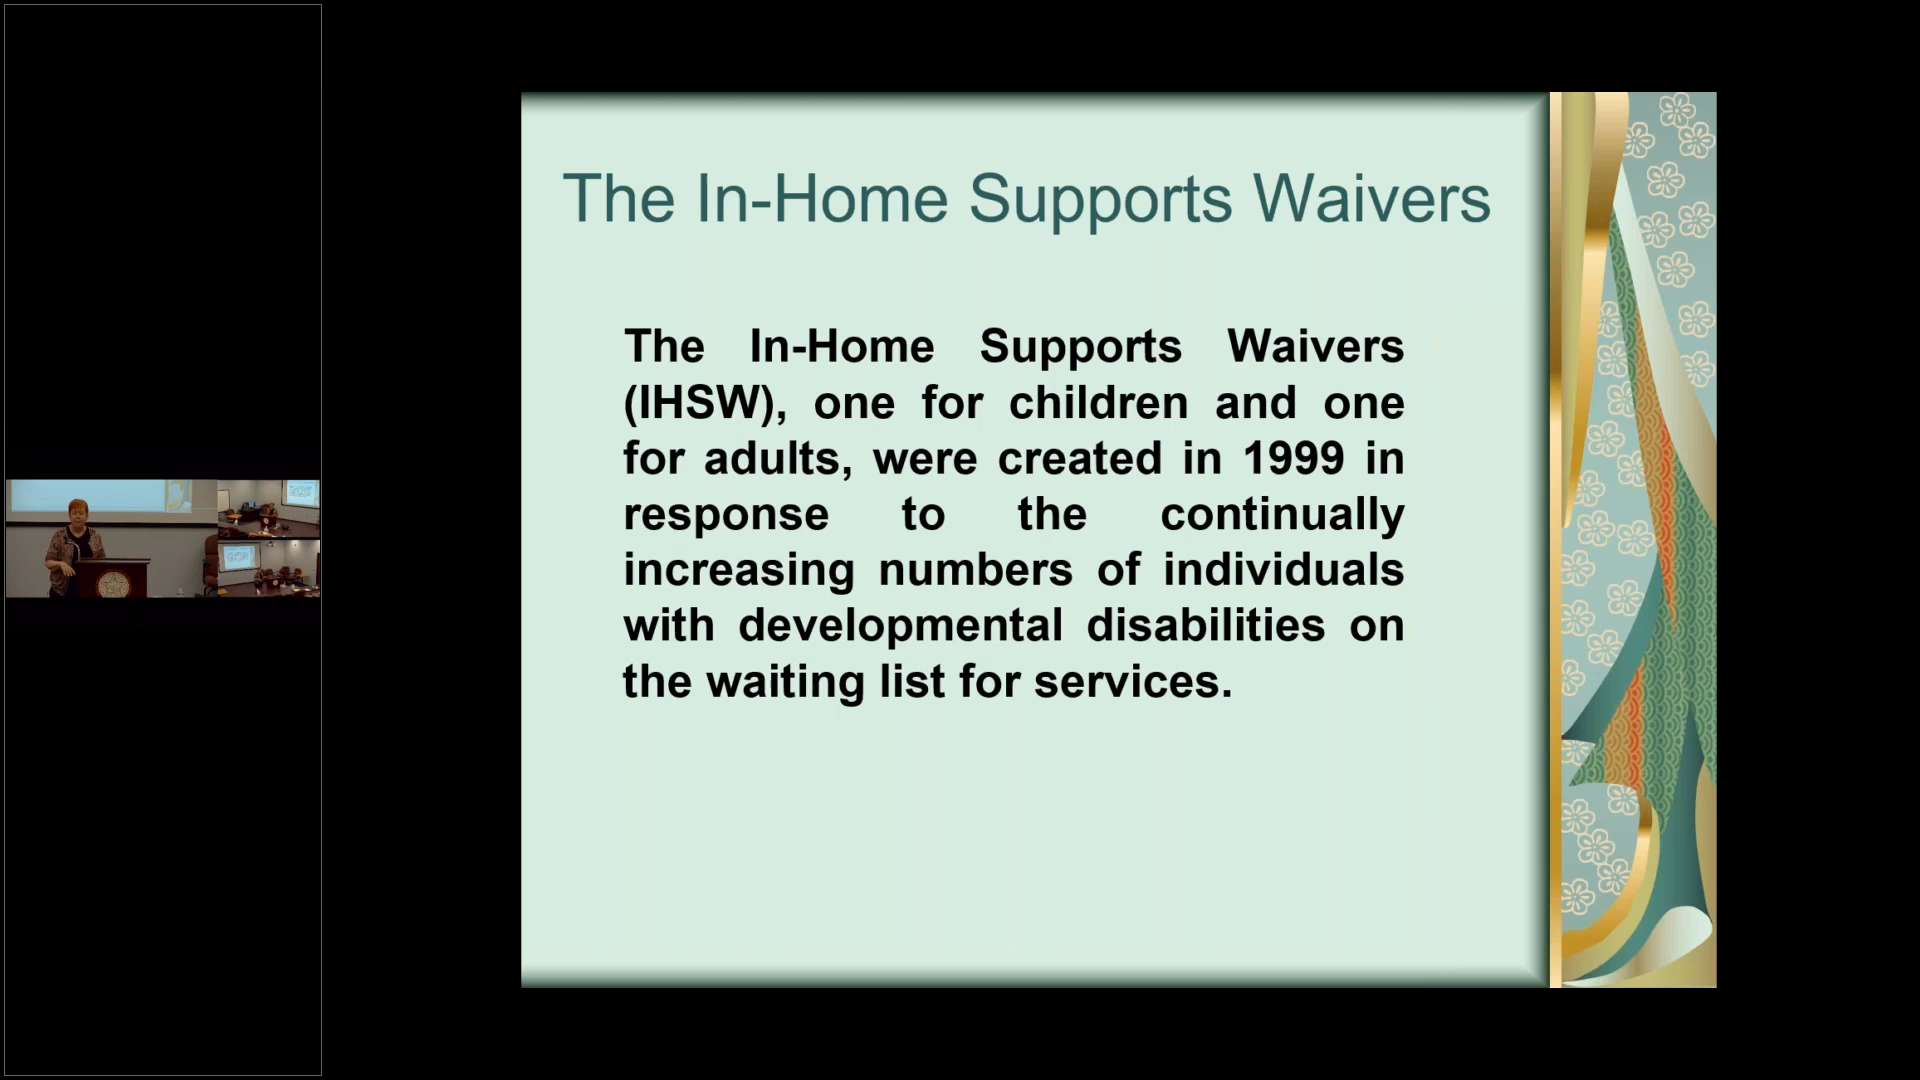 The In-Home Supports Waivers
The In-Home Supports Waivers
(IHSW), one for children and one
for adults, were created in 1999 in
response to the continually
increasing numbers of individuals
with developmental disabilities on
the waiting list for services.